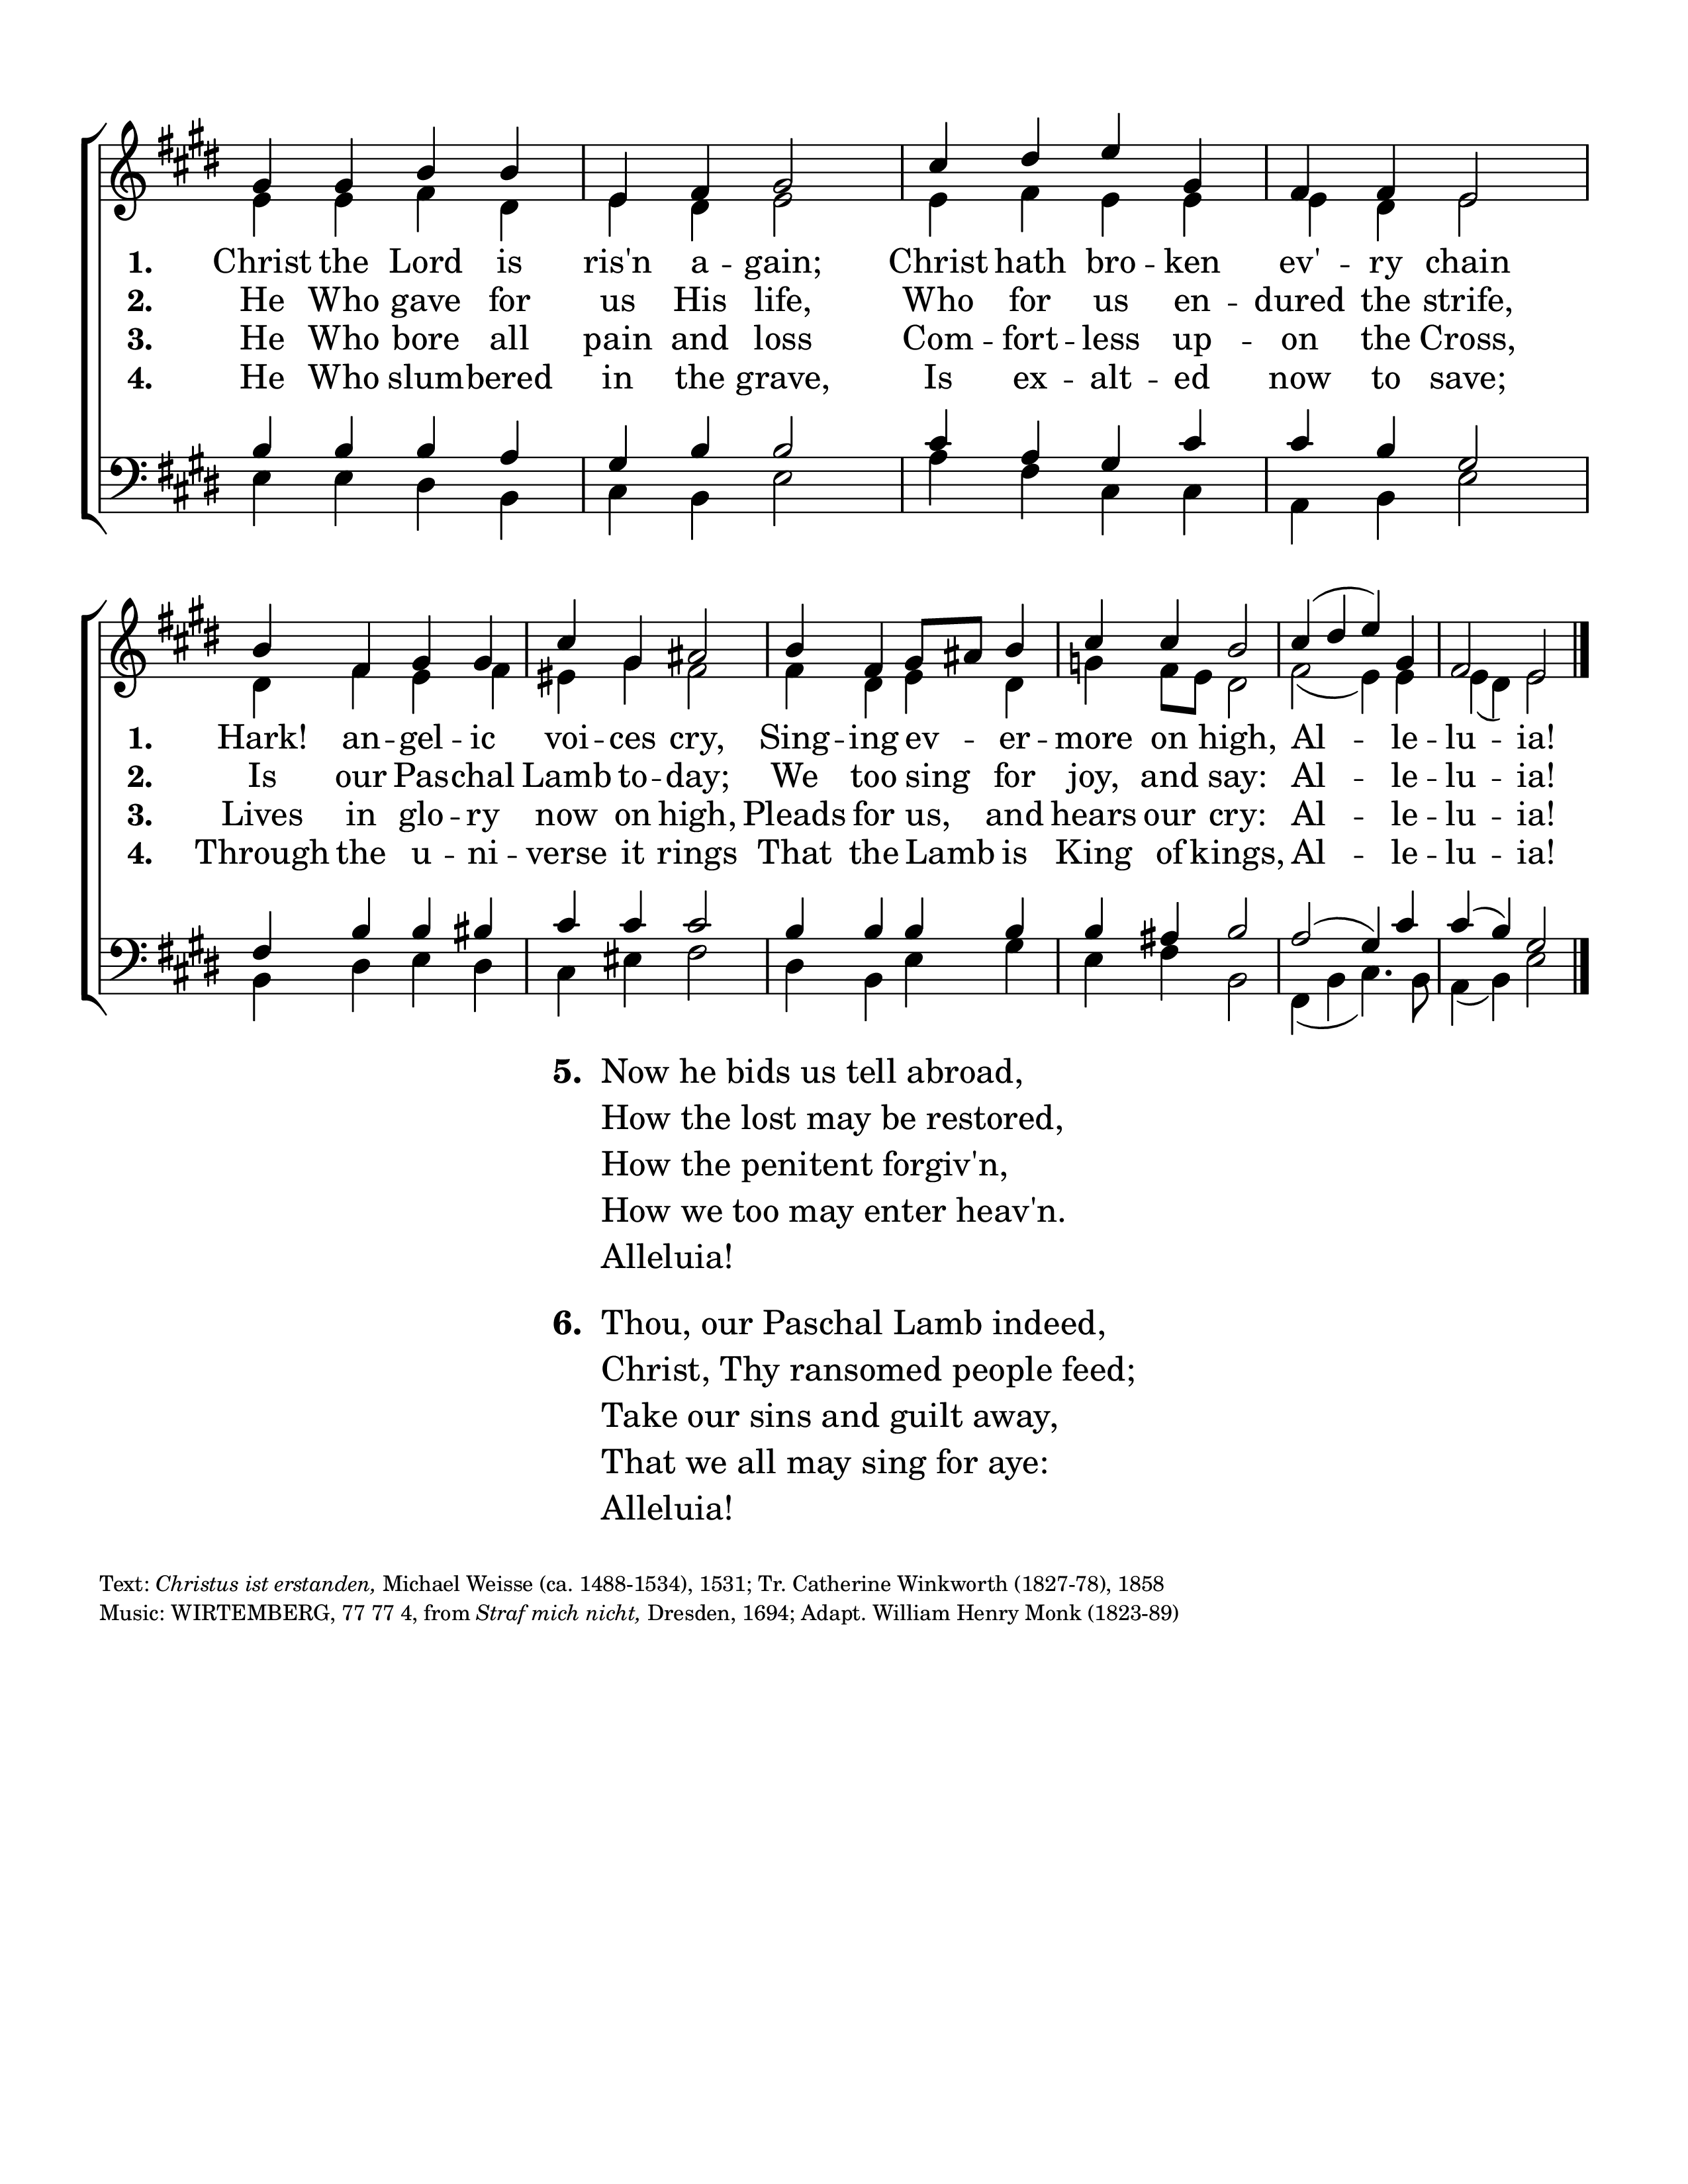 1. Christ the Lord is ris'n a - gain; Christ hath bro - ken ev' - ry chain
2. He Who gave for us His life, Who for us en - dured the strife,
3. He Who bore all pain and loss Com - fort - less up - on the Cross,
4. He Who slumbered in the grave, Is ex - alt - ed now to save;
1. Hark! an - gel - ic voi - ces cry, Sing - ing ev - er - more on high, Al - le - lu - ia!
2. Is our Paschal Lamb to - day; We too sing for joy, and say: Al - le - lu - ia!
3. Lives in glo - ry now on high, Pleads for us, and hears our cry: Al - le - lu - ia!
4. Through the u - ni - verse it rings That the Lamb is King of kings, Al - le - lu - ia!
5. Now he bids us tell abroad,
How the lost may be restored,
How the penitent forgiv'n,
How we too may enter heav'n.
Alleluia!
6. Thou, our Paschal Lamb indeed,
Christ, Thy ransomed people feed;
Take our sins and guilt away,
That we all may sing for aye:
Alleluia!
Text: Christus ist erstanden, Michael Weisse (ca. 1488-1534), 1531; Tr. Catherine Winkworth (1827-78), 1858
Music: WIRTEMBERG, 77 77 4, from Straf mich nicht, Dresden, 1694; Adapt. William Henry Monk (1823-89)